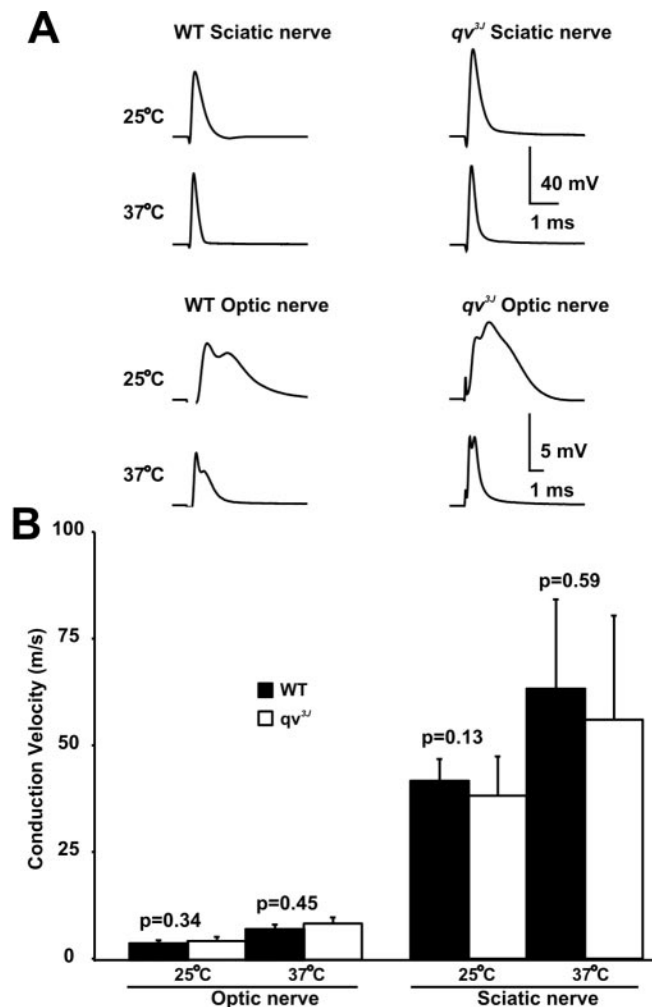 A
WT Sciatic nerve
qv³ᴶ Sciatic nerve
25°C
37°C
40 mV
1 ms
WT Optic nerve
qv³ᴶ Optic nerve
25°C
37°C
5 mV
1 ms
B
Conduction Velocity (m/s)
100
75
50
25
0
WT
qv³ᴶ
p=0.34
p=0.45
p=0.13
p=0.59
25°C 37°C 25°C 37°C
Optic nerve Sciatic nerve